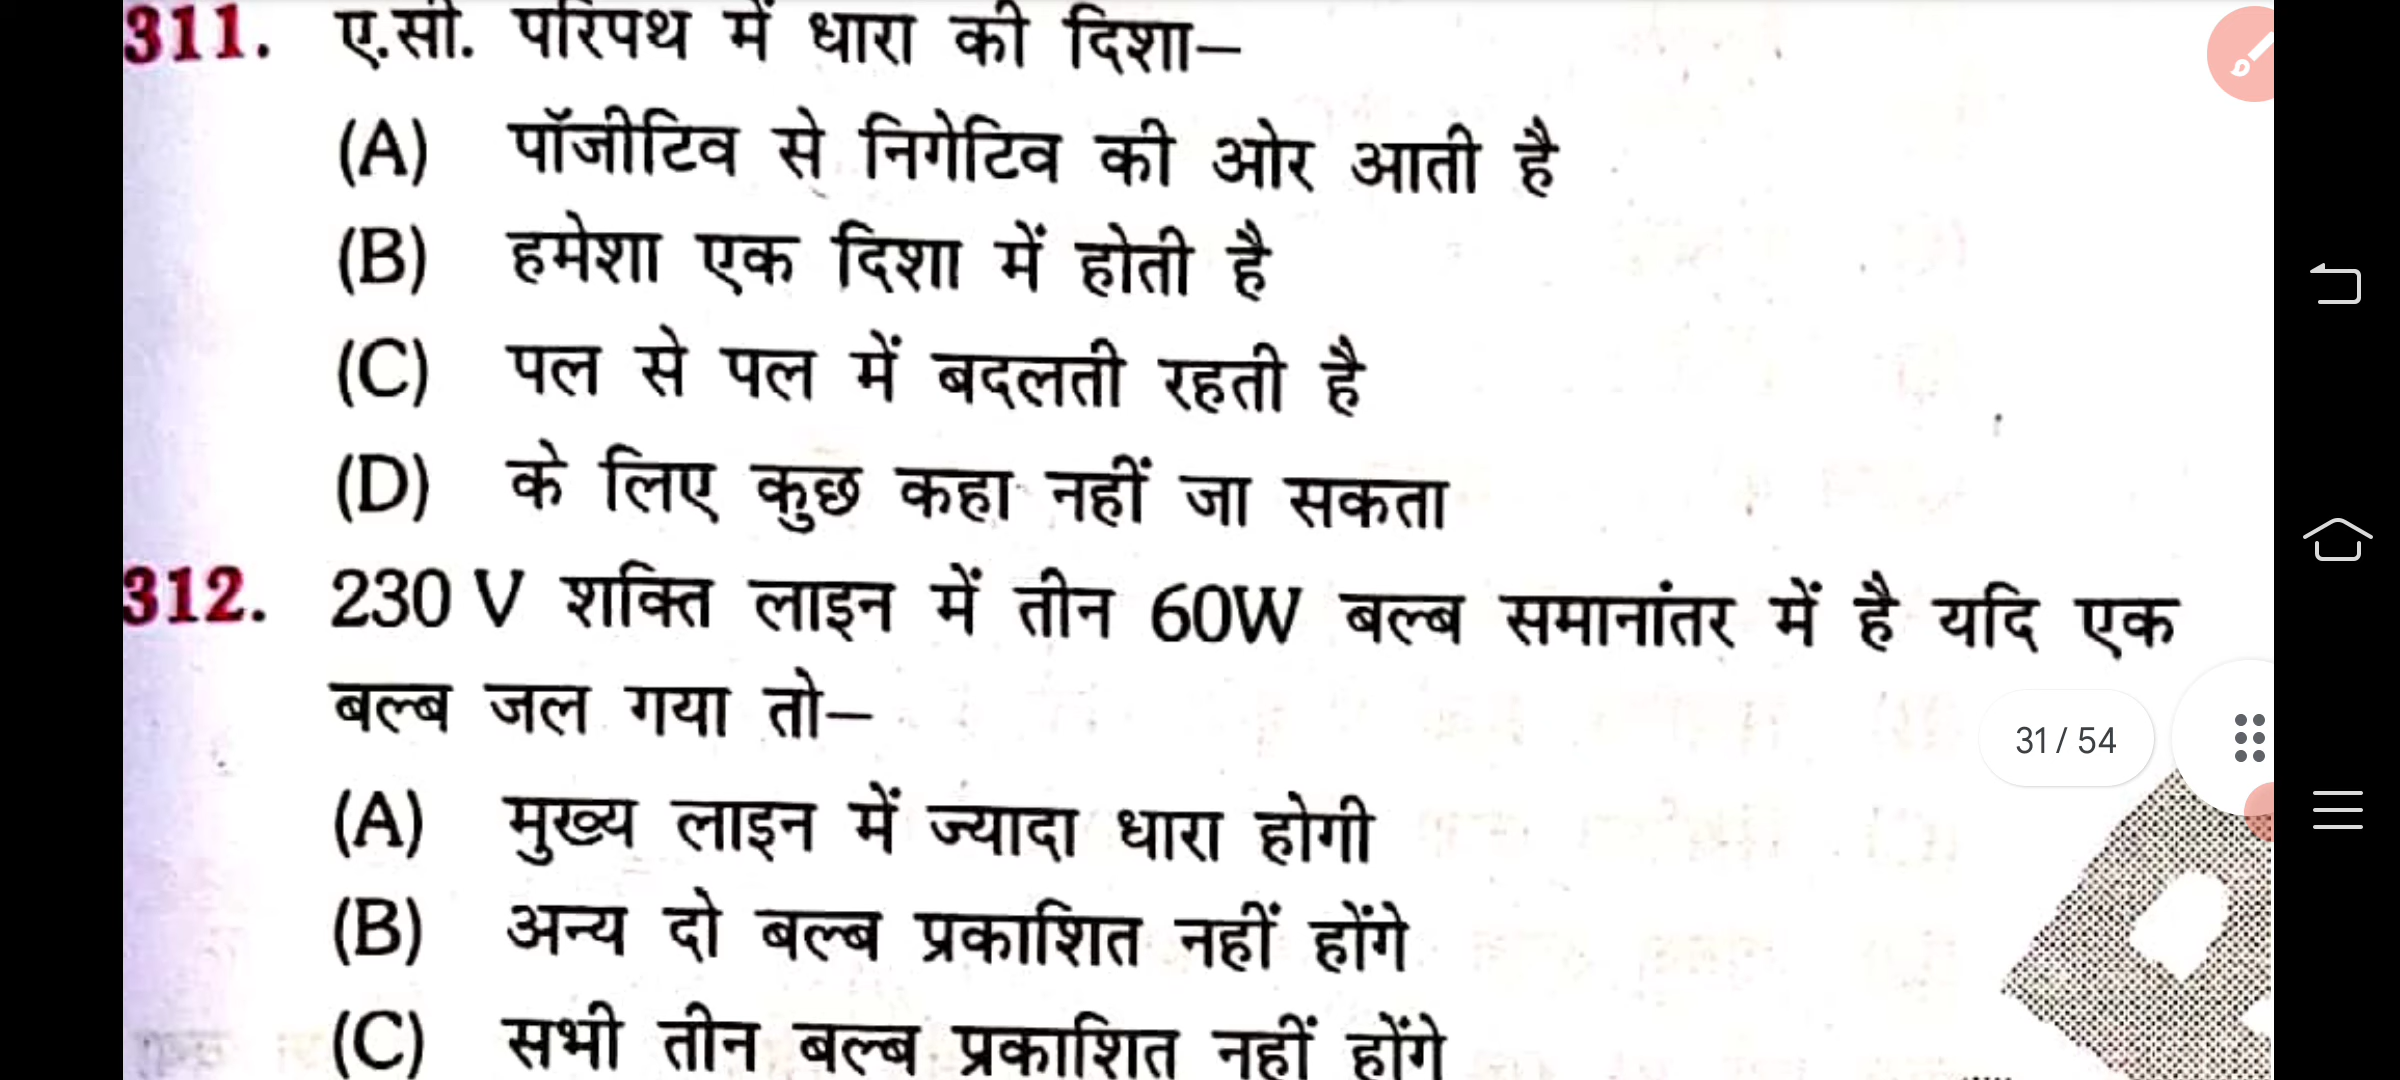 311. ए.सी. परिपथ में धारा की दिशा–
(A) पॉजीटिव से निगेटिव की ओर आती है
(B) हमेशा एक दिशा में होती है
(C) पल से पल में बदलती रहती है
(D) के लिए कुछ कहा नहीं जा सकता
312. 230 V शक्ति लाइन में तीन 60W बल्ब समानांतर में है यदि एक
बल्ब जल गया तो–
31 / 54
(A) मुख्य लाइन में ज्यादा धारा होगी
(B) अन्य दो बल्ब प्रकाशित नहीं होंगे
(C) सभी तीन बल्ब प्रकाशित नहीं होंगे